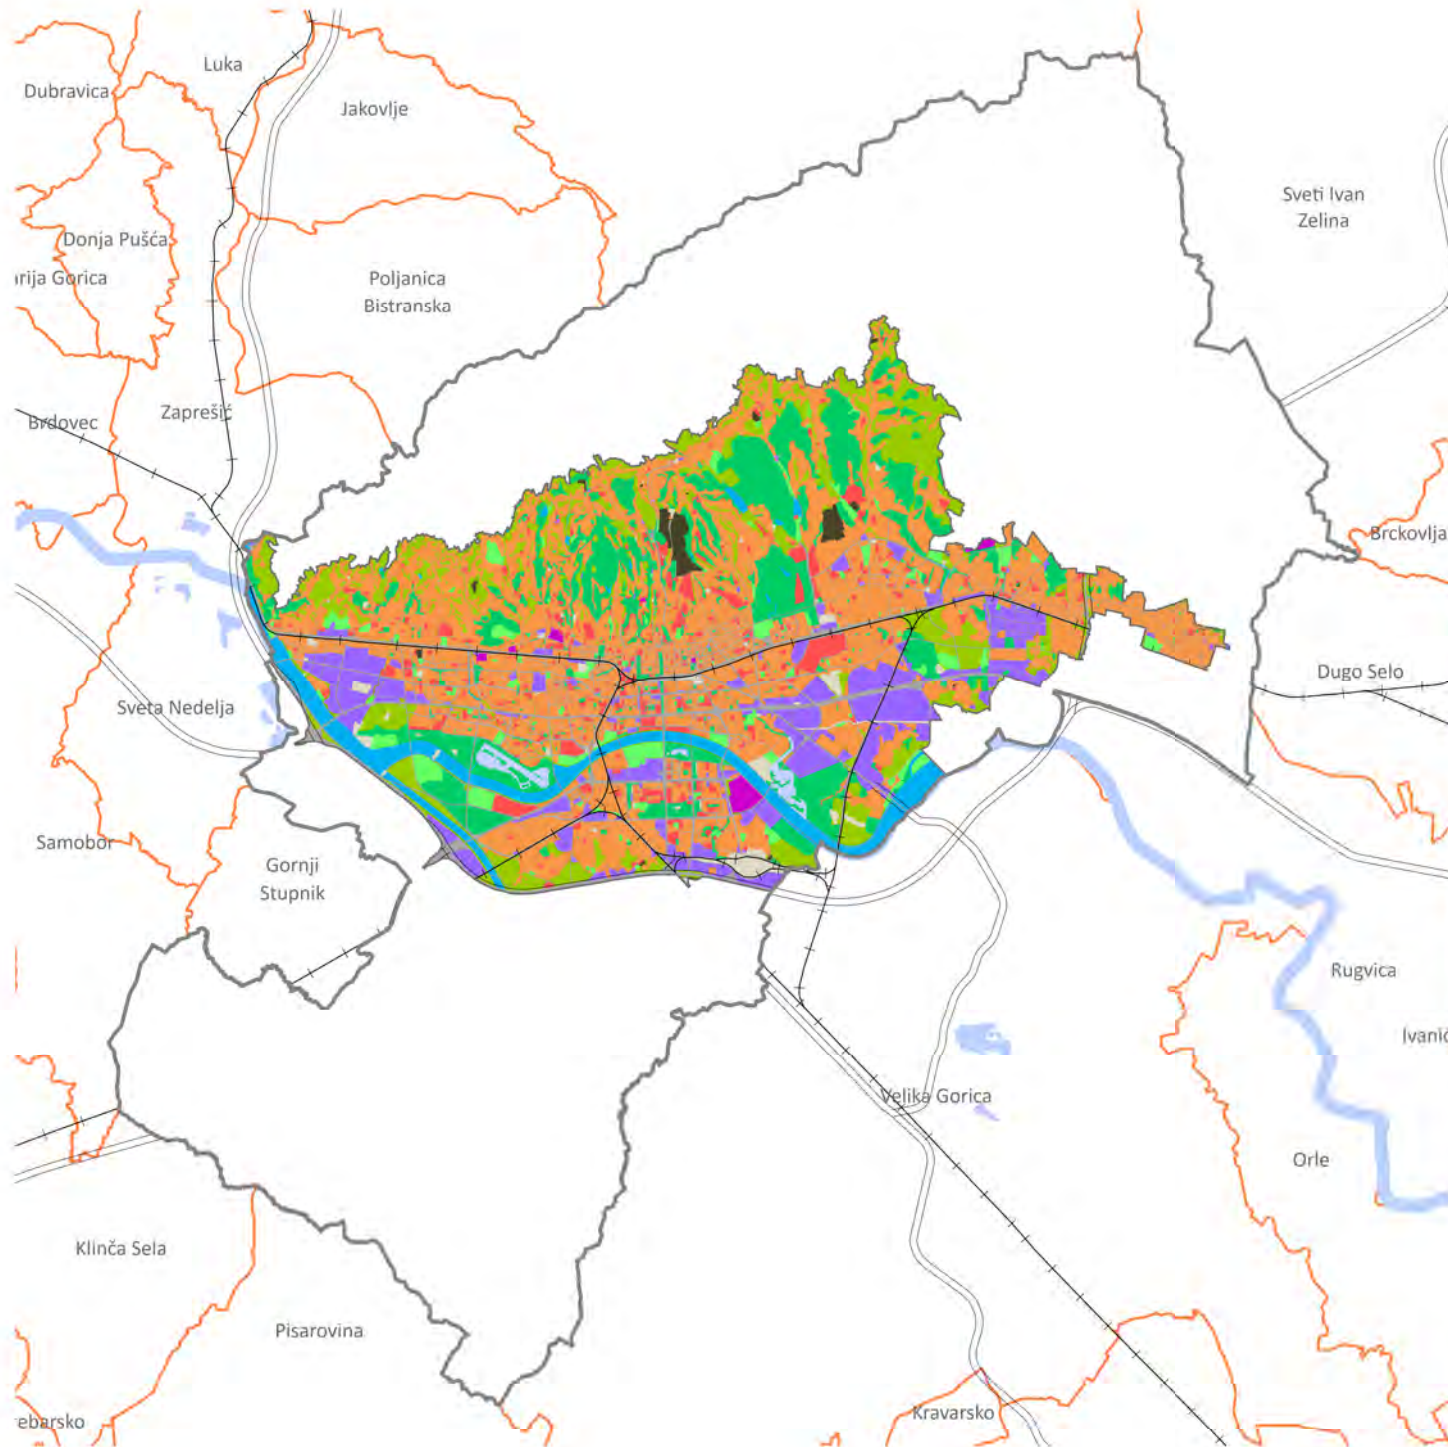 Luka
Dubravica
Jakovlje
Sveti Ivan
Zelina
Donja Pušća
rija Gorica
Poljanica
Bistranska
Zaprešić
Brdovec
Brckovlja
Dugo Selo
Sveta Nedelja
Samobor
Gornji
Stupnik
Rugvica
Ivanić
Velika Gorica
Orle
Klinča Sela
Pisarovina
Kravarsko
ebarsko